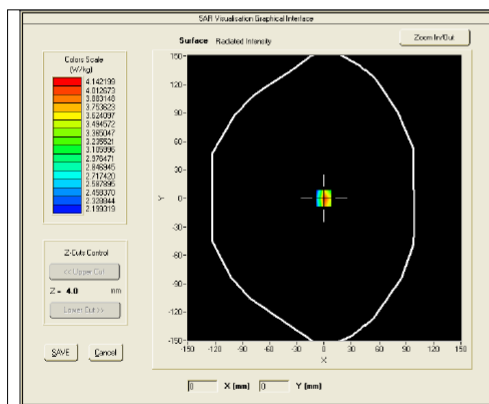 SAR Visualisation Graphical Interface
Surface Radiated Intensity
Zoom In/Out
Colors Scale
(W/kg)
4.142199
4.012673
3.883148
3.753623
3.624097
3.494572
3.365047
3.235521
3.105996
2.976471
2.846945
2.717420
2.587895
2.458370
2.328844
2.199319
150
120
90
60
30
0
-30
-60
-90
-120
-150
Y
-150 -120 -90 -60 -30 0 30 60 90 120 150
X
Z-Cuts Control
<< Upper Cut
Z = 4.0 mm
Lower Cut >>
SAVE Cancel
0 X (mm) 0 Y (mm)